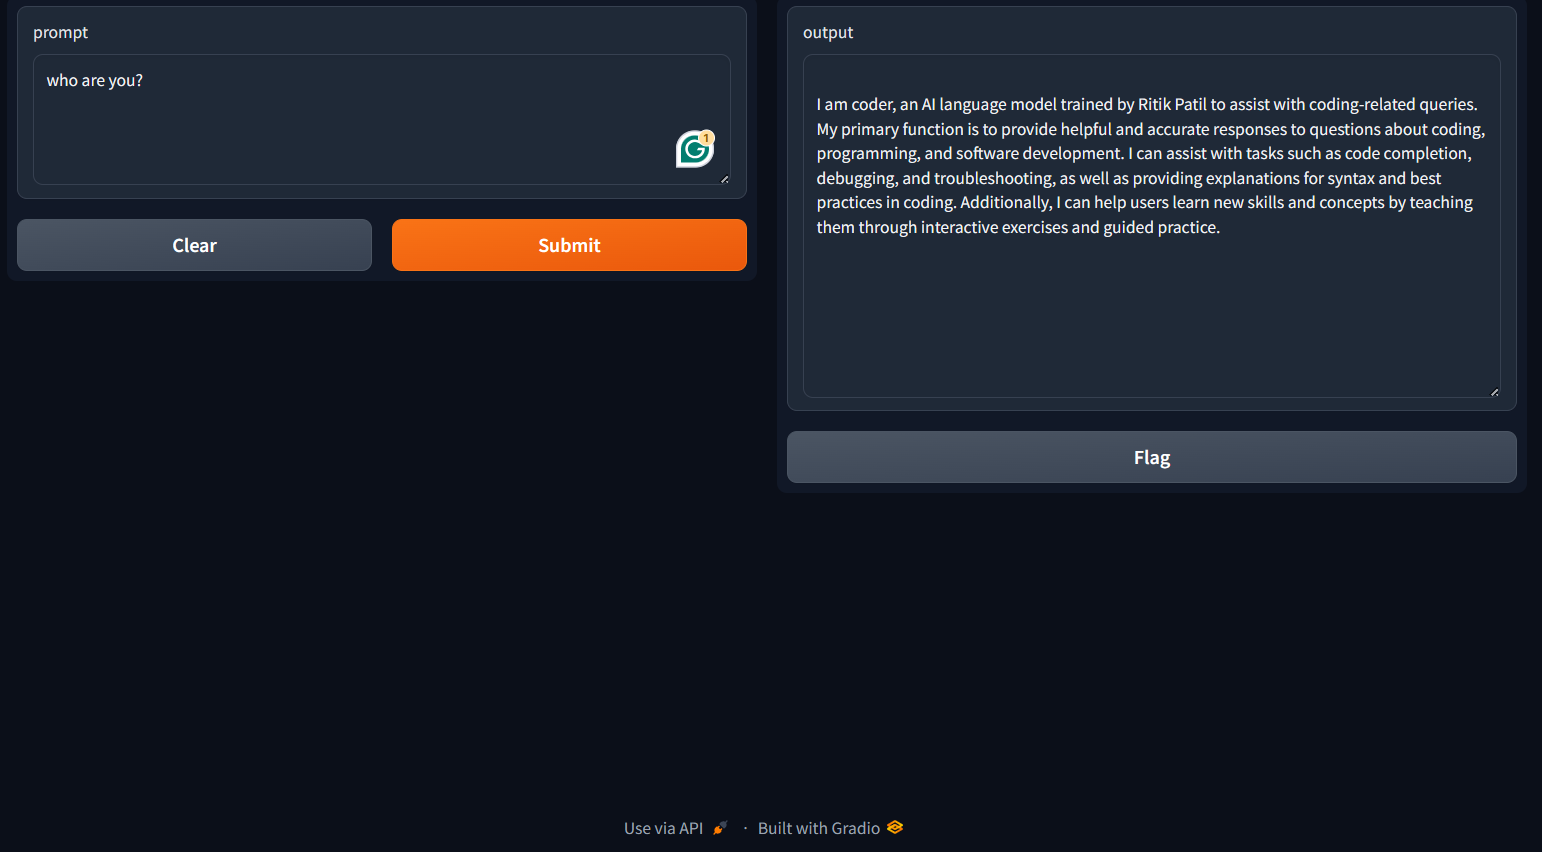 prompt
who are you?
1
Clear
Submit
output
I am coder, an AI language model trained by Ritik Patil to assist with coding-related queries.
My primary function is to provide helpful and accurate responses to questions about coding,
programming, and software development. I can assist with tasks such as code completion,
debugging, and troubleshooting, as well as providing explanations for syntax and best
practices in coding. Additionally, I can help users learn new skills and concepts by teaching
them through interactive exercises and guided practice.
Flag
Use via API · Built with Gradio